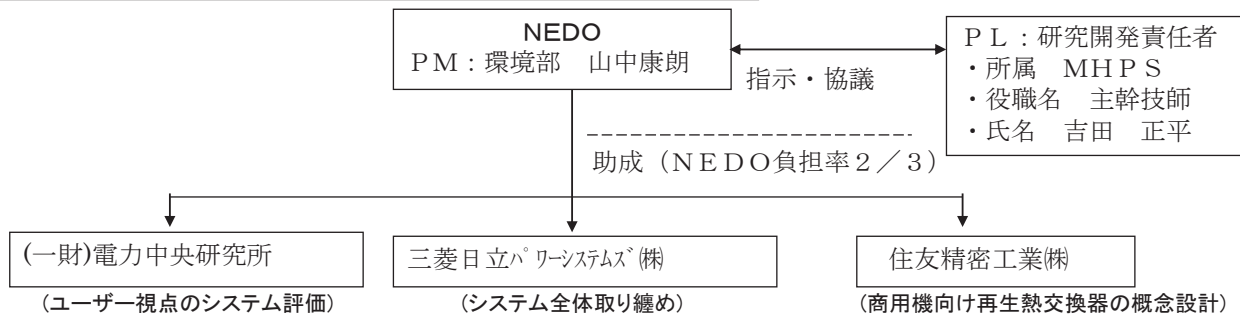 NEDO
PM：環境部　山中康朗
指示・協議
ＰＬ：研究開発責任者
・所属　ＭＨＰＳ
・役職名　主幹技師
・氏名　吉田　正平
助成（ＮＥＤＯ負担率２／３）
(一財)電力中央研究所
三菱日立ﾊﾟﾜｰｼｽﾃﾑｽﾞ㈱
住友精密工業㈱
(ユーザー視点のシステム評価)
(システム全体取り纏め)
(商用機向け再生熱交換器の概念設計)